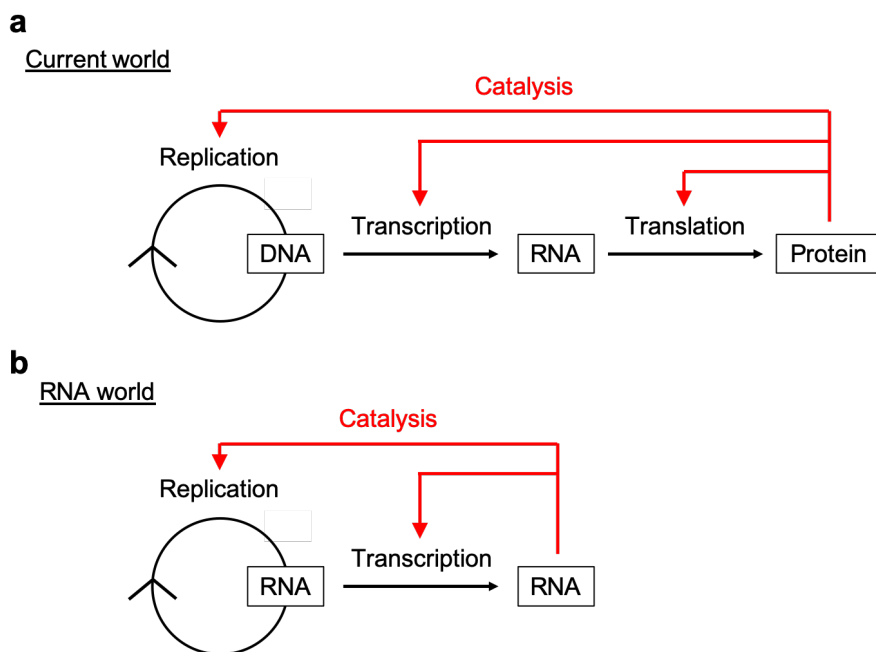 a
Current world
Catalysis
Replication
Transcription
Translation
DNA
RNA
Protein
b
RNA world
Catalysis
Replication
Transcription
RNA
RNA